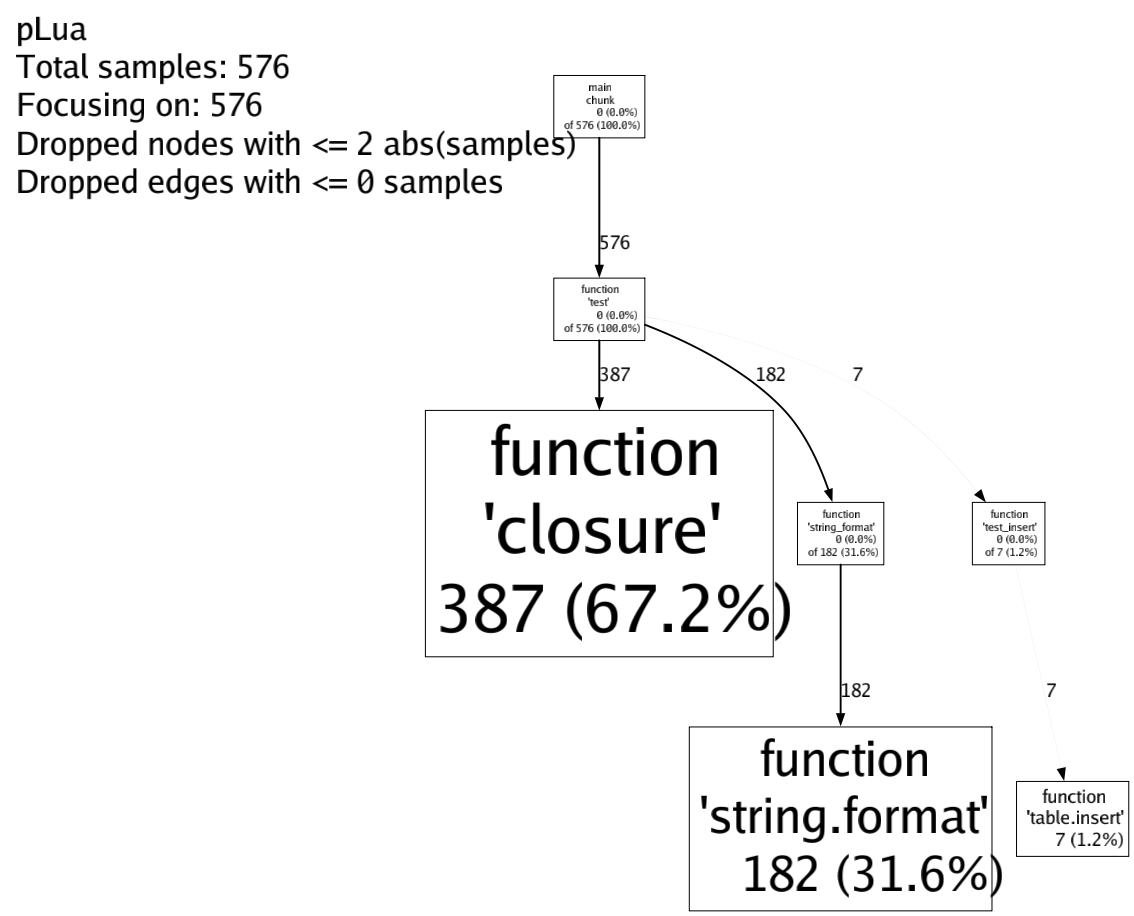 pLua
Total samples: 576
Focusing on: 576
Dropped nodes with <= 2 abs(samples)
Dropped edges with <= 0 samples
main
chunk
0 (0.0%)
of 576 (100.0%)
576
function
'test'
0 (0.0%)
of 576 (100.0%)
387
182
7
function
'closure'
387 (67.2%)
function
'string_format'
0 (0.0%)
of 182 (31.6%)
function
'test_insert'
0 (0.0%)
of 7 (1.2%)
182
7
function
'string.format'
182 (31.6%)
function
'table.insert'
7 (1.2%)